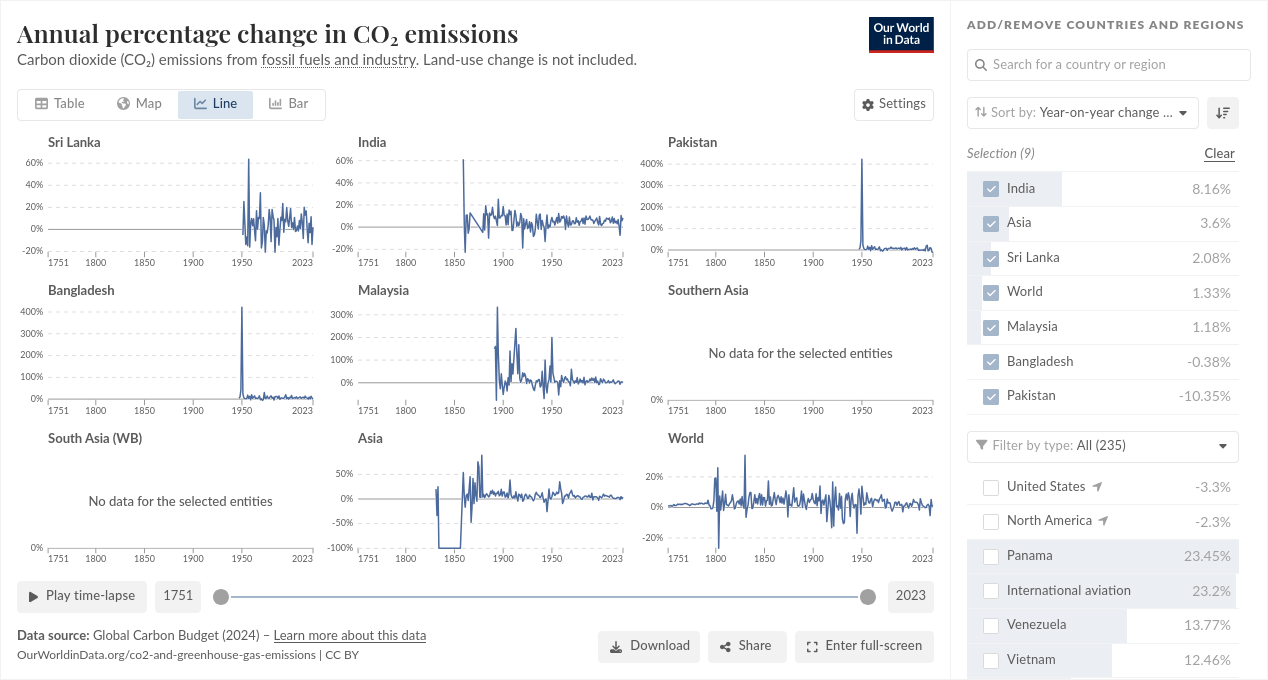 Annual percentage change in CO₂ emissions
Carbon dioxide (CO₂) emissions from fossil fuels and industry. Land-use change is not included.
Our World
in Data
Table
Map
Line
Bar
Settings
Sri Lanka
60%
40%
20%
0%
-20%
1751 1800 1850 1900 1950 2023
India
60%
40%
20%
0%
-20%
1751 1800 1850 1900 1950 2023
Pakistan
400%
300%
200%
100%
0%
1751 1800 1850 1900 1950 2023
Bangladesh
400%
300%
200%
100%
0%
1751 1800 1850 1900 1950 2023
Malaysia
300%
200%
100%
0%
1751 1800 1850 1900 1950 2023
Southern Asia
No data for the selected entities
0%
1751 1800 1850 1900 1950 2023
South Asia (WB)
No data for the selected entities
0%
1751 1800 1850 1900 1950 2023
Asia
50%
0%
-50%
-100%
1751 1800 1850 1900 1950 2023
World
20%
0%
-20%
1751 1800 1850 1900 1950 2023
Play time-lapse
1751
2023
Data source: Global Carbon Budget (2024) – Learn more about this data
OurWorldinData.org/co2-and-greenhouse-gas-emissions | CC BY
Download
Share
Enter full-screen
ADD/REMOVE COUNTRIES AND REGIONS
Search for a country or region
Sort by: Year-on-year change ...
Selection (9)
Clear
India 8.16%
Asia 3.6%
Sri Lanka 2.08%
World 1.33%
Malaysia 1.18%
Bangladesh -0.38%
Pakistan -10.35%
Filter by type: All (235)
United States -3.3%
North America -2.3%
Panama 23.45%
International aviation 23.2%
Venezuela 13.77%
Vietnam 12.46%